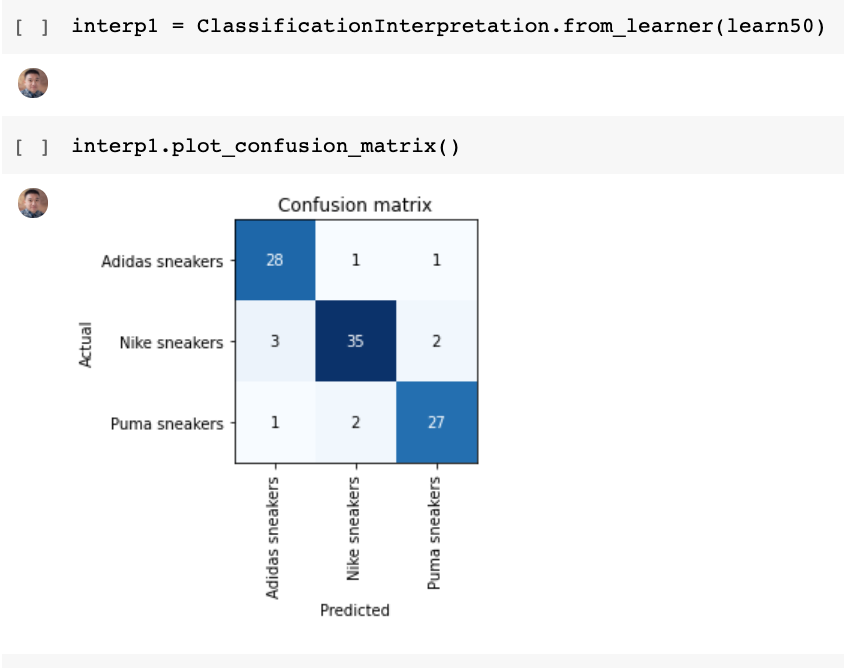 [ ] interp1 = ClassificationInterpretation.from_learner(learn50)
[ ] interp1.plot_confusion_matrix()
Confusion matrix
Adidas sneakers 28 1 1
Actual
Nike sneakers 3 35 2
Puma sneakers 1 2 27
Adidas sneakers
Nike sneakers
Puma sneakers
Predicted